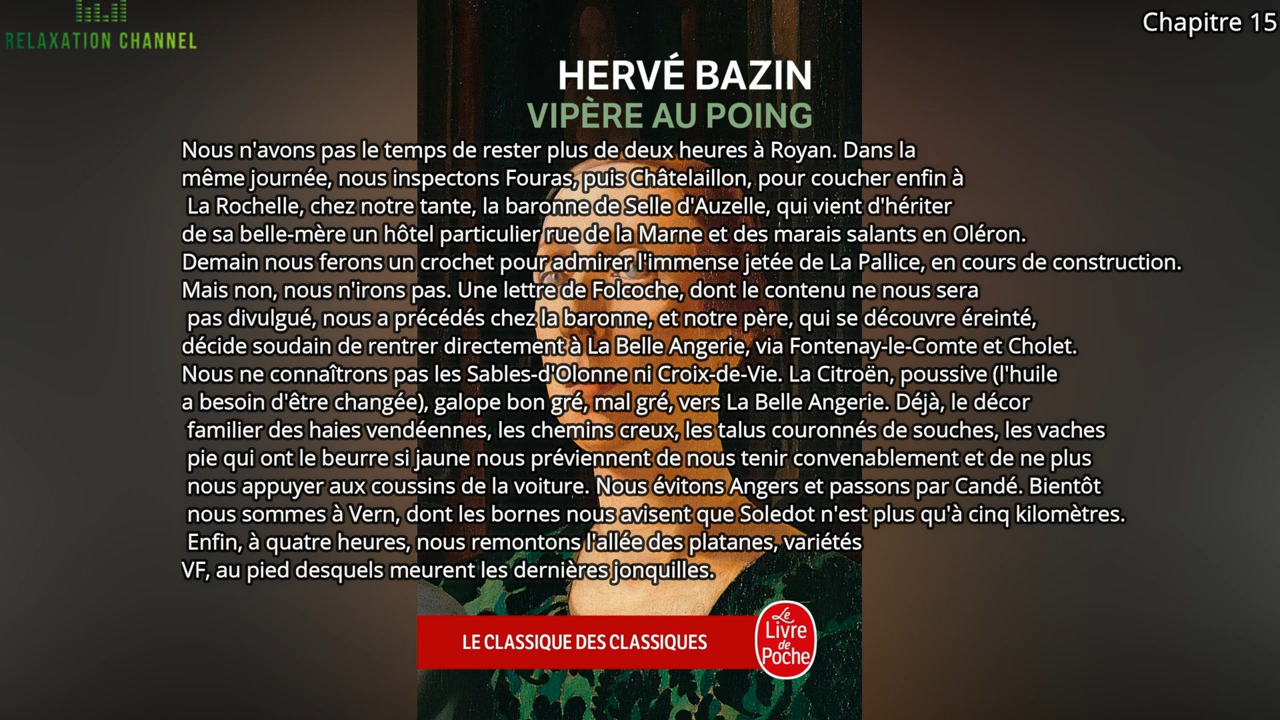 RELAXATION CHANNEL
Chapitre 15
HERVÉ BAZIN
VIPÈRE AU POING
Nous n'avons pas le temps de rester plus de deux heures à Royan. Dans la
même journée, nous inspectons Fouras, puis Châtelaillon, pour coucher enfin à
La Rochelle, chez notre tante, la baronne de Selle d'Auzelle, qui vient d'hériter
de sa belle-mère un hôtel particulier rue de la Marne et des marais salants en Oléron.
Demain nous ferons un crochet pour admirer l'immense jetée de La Pallice, en cours de construction.
Mais non, nous n'irons pas. Une lettre de Folcoche, dont le contenu ne nous sera
pas divulgué, nous a précédés chez la baronne, et notre père, qui se découvre éreinté,
décide soudain de rentrer directement à La Belle Angerie, via Fontenay-le-Comte et Cholet.
Nous ne connaîtrons pas les Sables-d'Olonne ni Croix-de-Vie. La Citroën, poussive (l'huile
a besoin d'être changée), galope bon gré, mal gré, vers La Belle Angerie. Déjà, le décor
familier des haies vendéennes, les chemins creux, les talus couronnés de souches, les vaches
pie qui ont le beurre si jaune nous préviennent de nous tenir convenablement et de ne plus
nous appuyer aux coussins de la voiture. Nous évitons Angers et passons par Candé. Bientôt
nous sommes à Vern, dont les bornes nous avisent que Soledot n'est plus qu'à cinq kilomètres.
Enfin, à quatre heures, nous remontons l'allée des platanes, variétés
VF, au pied desquels meurent les dernières jonquilles.
LE CLASSIQUE DES CLASSIQUES
Le
Livre
de
Poche